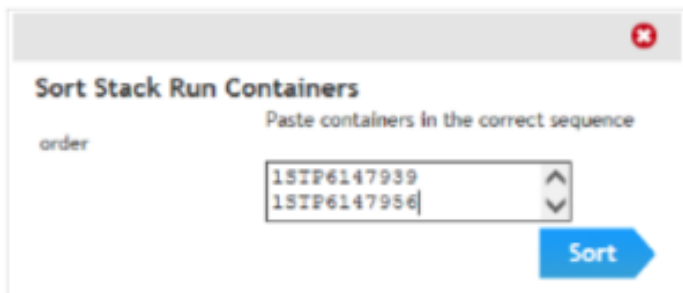 Sort Stack Run Containers
Paste containers in the correct sequence
order
1STP6147939
1STP6147956
Sort